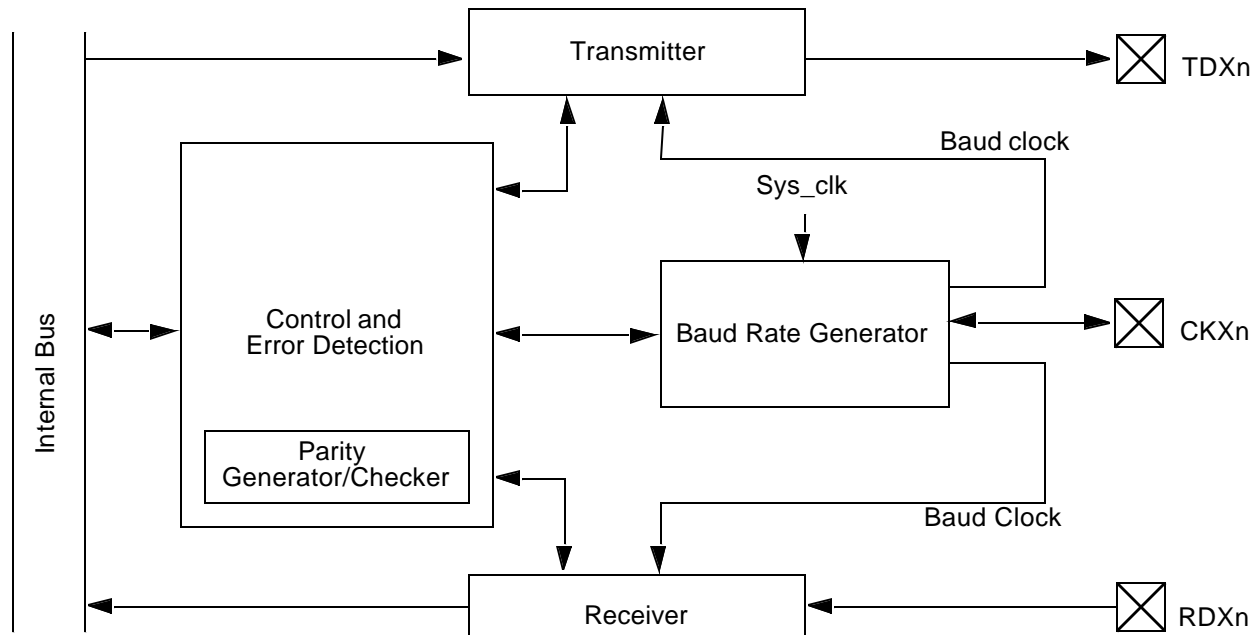 Transmitter
TDXn
Baud clock
Sys_clk
Internal Bus
Control and
Error Detection
Baud Rate Generator
CKXn
Parity
Generator/Checker
Baud Clock
Receiver
RDXn